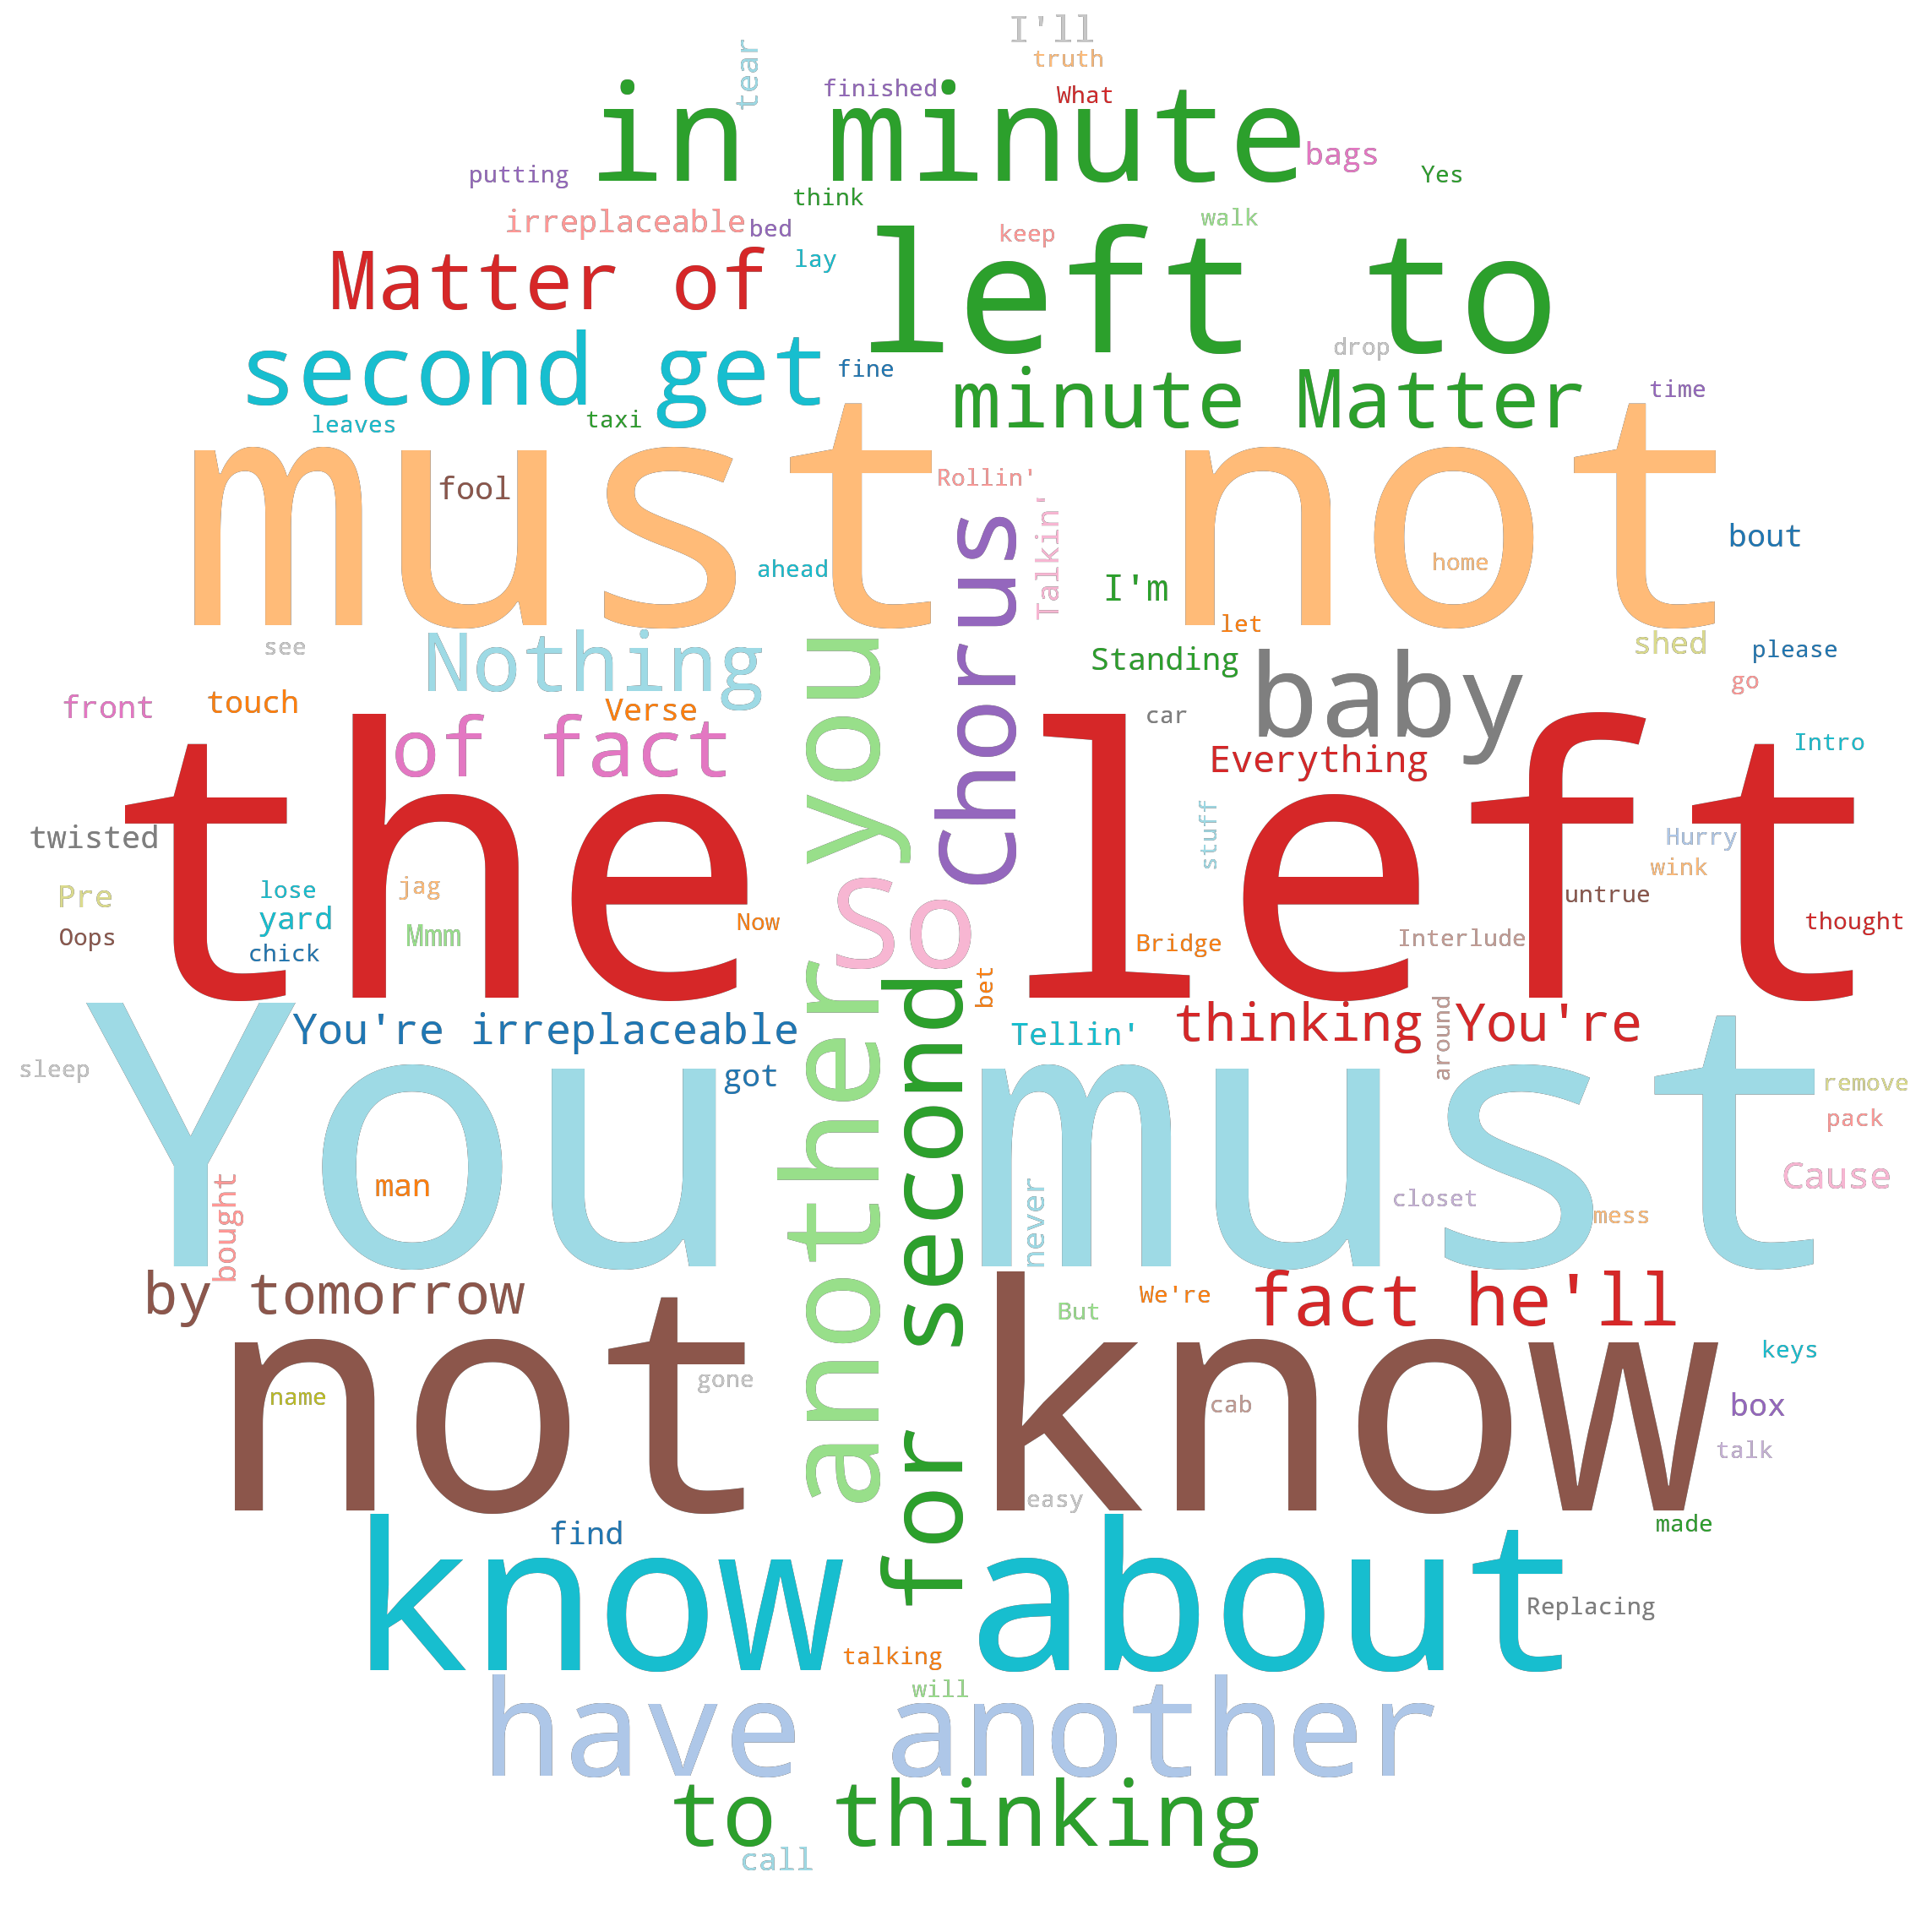 I'll
truth
tear
finished
What
in minute
bags
putting
think
Yes
irreplaceable
bed
keep
walk
Matter of
lay
left to
second get
fine
drop
minute Matter
time
leaves
taxi
must not
fool
Rollin'
Talkin'
chorus
bout
ahead
home
I'm
let
see
Nothing
you
Standing
baby
shed
please
go
front
touch
Verse
car
of fact
Everything
Intro
the left
twisted
stuff
Hurry
wink
Pre
lose
jag
so
untrue
yard
Mmm
Now
thought
Oops
chick
Bridge
Interlude
another
second
bet
You're irreplaceable
Tellin'
thinking You're
around
sleep
got
remove
You must
pack
man
bought
never
closet
Cause
mess
by tomorrow
But
We're
fact he'll
not know
keys
name
gone
cab
box
talk
easy
for
find
made
know about
Replacing
talking
will
have another
to thinking
call